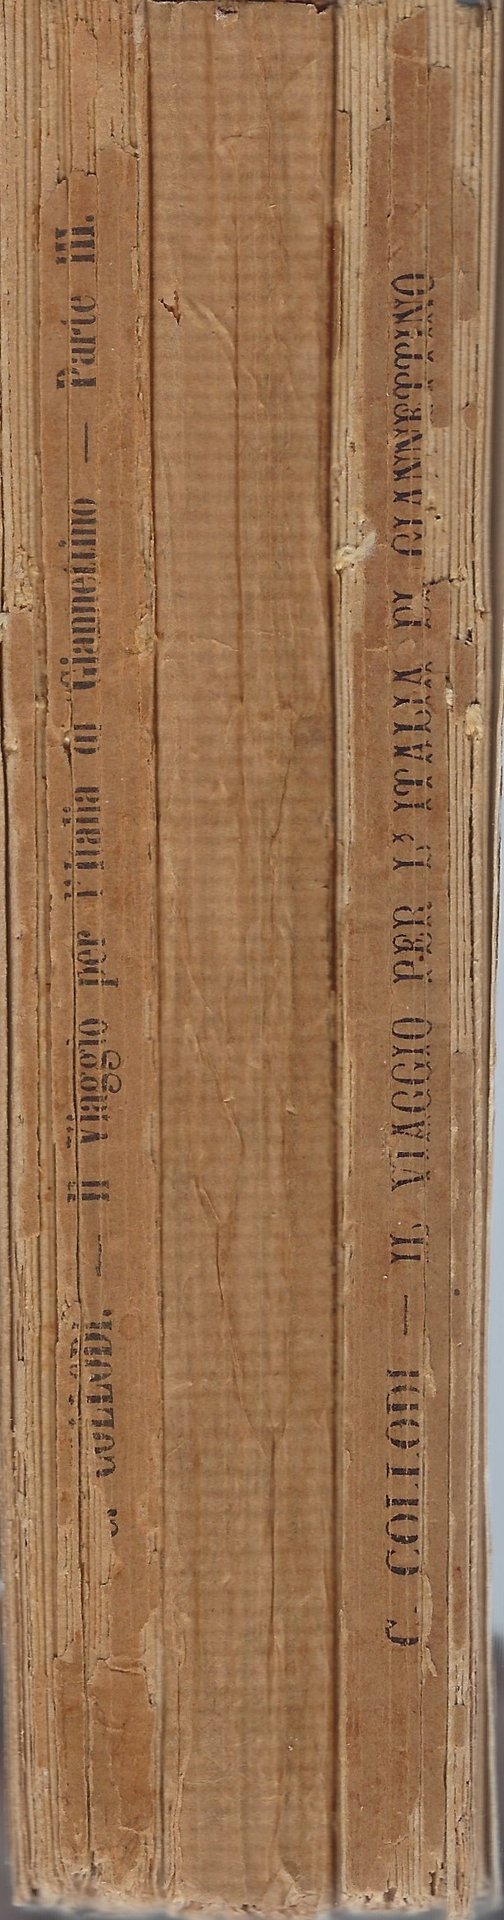 C. COLLODI. — Il Viaggio per l'Italia di Giannettino — Parte III.
C. COLLODI — IL VIAGGIO PER L'ITALIA DI GIANNETTINO